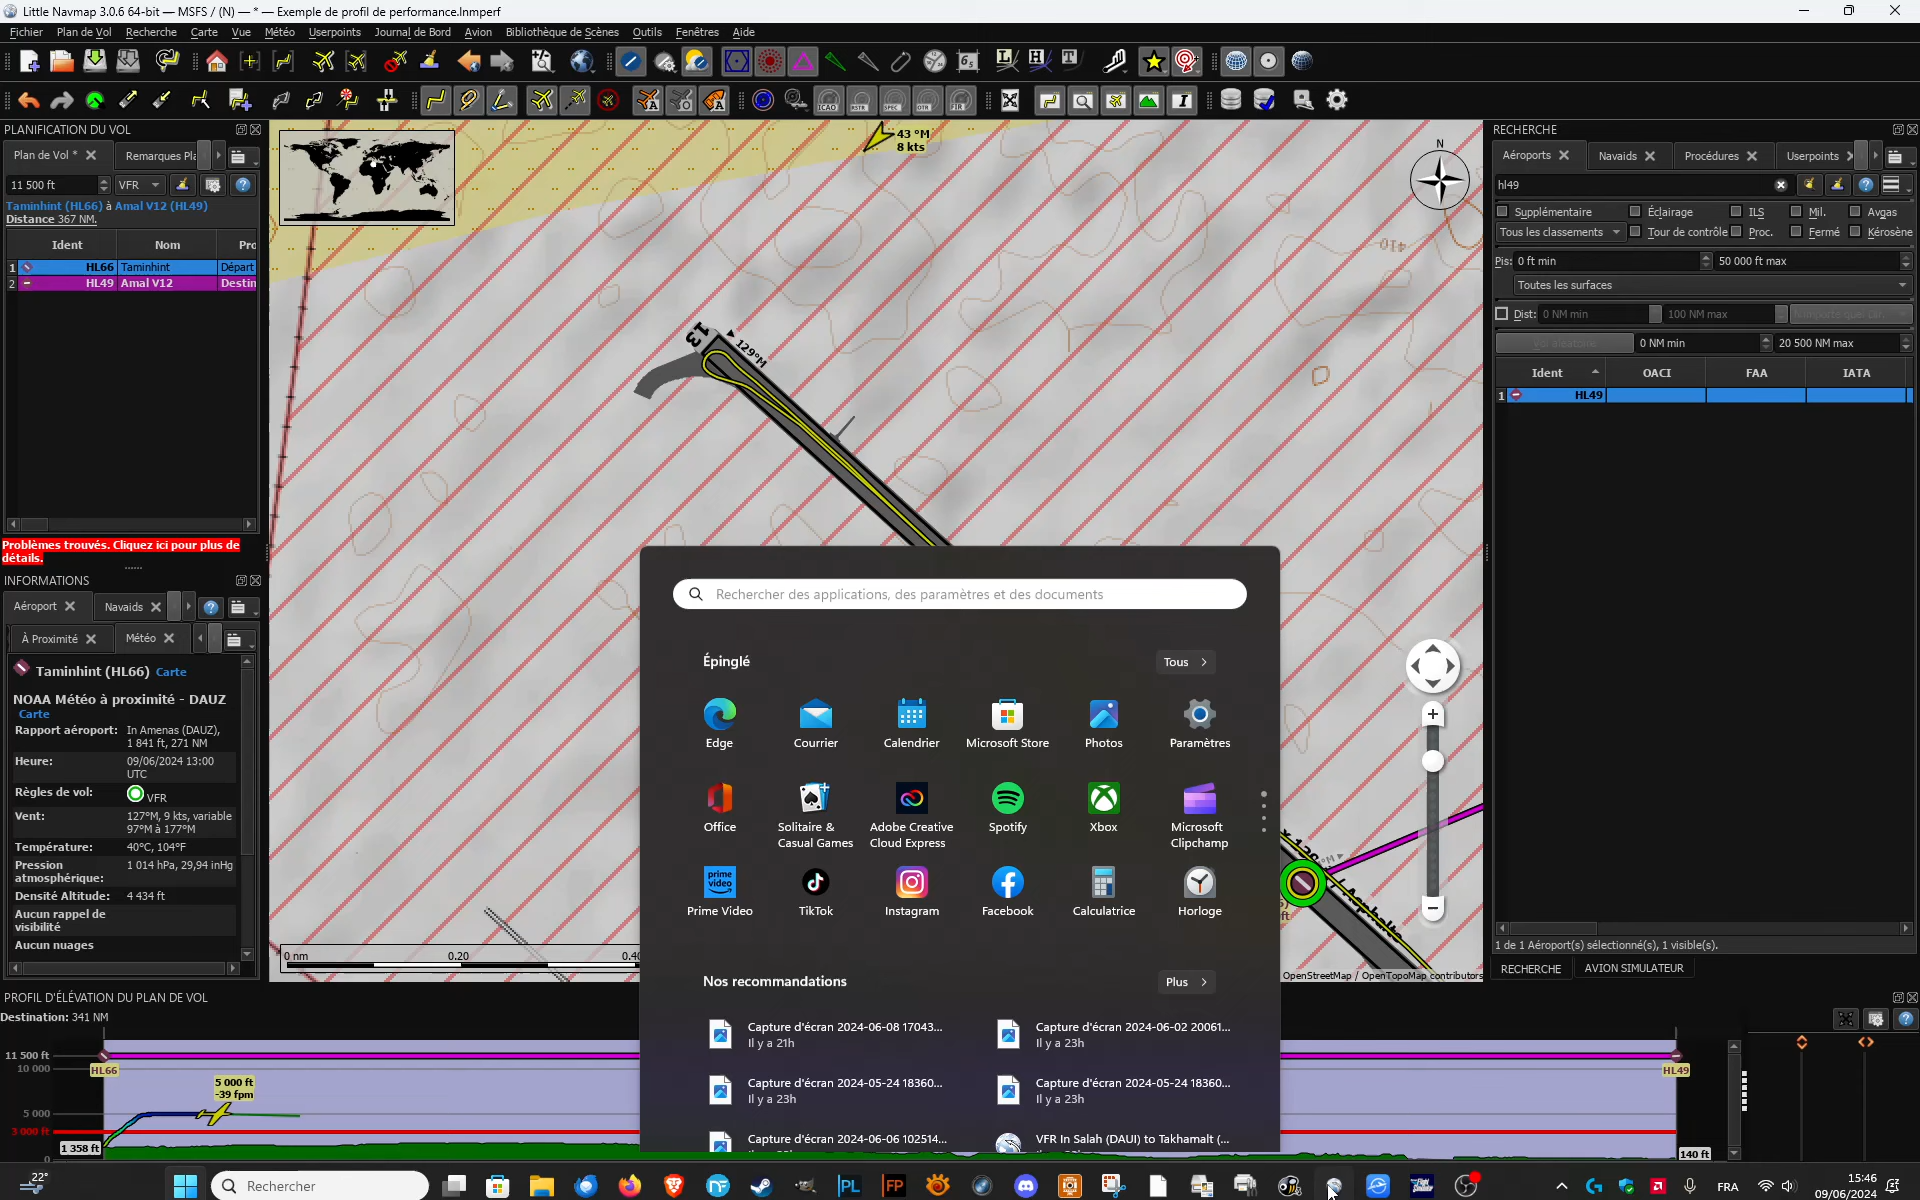 Little Navmap 3.0.6 64-bit — MSFS / (N) — * — Exemple de profil de performance.lnmperf
Fichier Plan de Vol Recherche Carte Vue Météo Userpoints Journal de Bord Avion Bibliothèque de Scènes Outils Fenêtres Aide
PLANIFICATION DU VOL
Plan de Vol * Remarques Pla
11 500 ft VFR
Taminhint (HL66) à Amal V12 (HL49)
Distance 367 NM.
Ident Nom Pro
1 HL66 Taminhint Départ
2 HL49 Amal V12 Destin
Problèmes trouvés. Cliquez ici pour plus de
détails.
INFORMATIONS
Aéroport Navaids
À Proximité Météo
Taminhint (HL66) Carte
NOAA Météo à proximité - DAUZ
Carte
Rapport aéroport: In Amenas (DAUZ),
1 841 ft, 271 NM
Heure: 09/06/2024 13:00
UTC
Règles de vol: VFR
Vent: 127°M, 9 kts, variable
97°M à 177°M
Température: 40°C, 104°F
Pression
atmosphérique: 1 014 hPa, 29,94 inHg
Densité Altitude: 4 434 ft
Aucun rappel de
visibilité
Aucun nuages
43 °M
8 kts
N
410
13
129°M
0 nm 0.20 0.40
OpenStreetMap / OpenTopoMap contributors
Rechercher des applications, des paramètres et des documents
Épinglé Tous
Edge Courrier Calendrier Microsoft Store Photos Paramètres
Office Solitaire &
Casual Games Adobe Creative
Cloud Express Spotify Xbox Microsoft
Clipchamp
prime
video
Prime Video TikTok Instagram Facebook Calculatrice Horloge
Nos recommandations Plus
Capture d'écran 2024-06-08 17043...
Il y a 21h
Capture d'écran 2024-06-02 20061...
Il y a 23h
Capture d'écran 2024-05-24 18360...
Il y a 23h
Capture d'écran 2024-05-24 18360...
Il y a 23h
Capture d'écran 2024-06-06 102514...
VFR In Salah (DAUI) to Takhamalt (...
RECHERCHE
Aéroports Navaids Procédures Userpoints
hl49
Supplémentaire Éclairage ILS Mil. Avgas
Tous les classements Tour de contrôle Proc. Fermé Kérosène
Pis: 0 ft min 50 000 ft max
Toutes les surfaces
Dist: 0 NM min 100 NM max
Vol aléatoire 0 NM min 20 500 NM max
Ident OACI FAA IATA
1 HL49
1 de 1 Aéroport(s) sélectionné(s), 1 visible(s).
RECHERCHE AVION SIMULATEUR
PROFIL D'ÉLÉVATION DU PLAN DE VOL
Destination: 341 NM
11 500 ft
10 000
5 000
3 000 ft
0
1 358 ft
HL66
5 000 ft
-39 fpm
HL49
140 ft
22°
Rechercher
FRA
15:46
09/06/2024